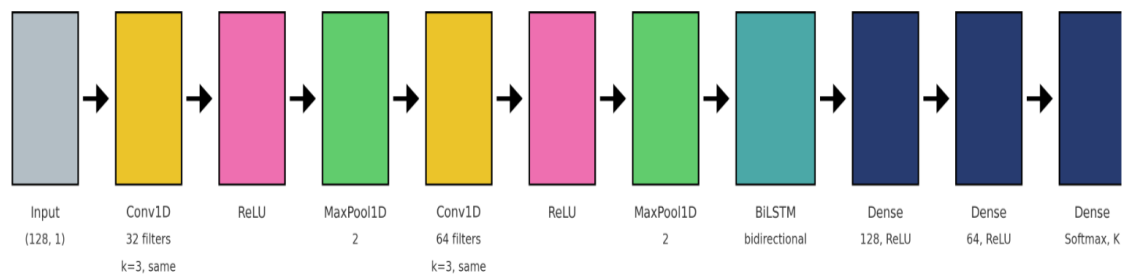 Input
(128, 1)
Conv1D
32 filters
k=3, same
ReLU
MaxPool1D
2
Conv1D
64 filters
k=3, same
ReLU
MaxPool1D
2
BiLSTM
bidirectional
Dense
128, ReLU
Dense
64, ReLU
Dense
Softmax, K